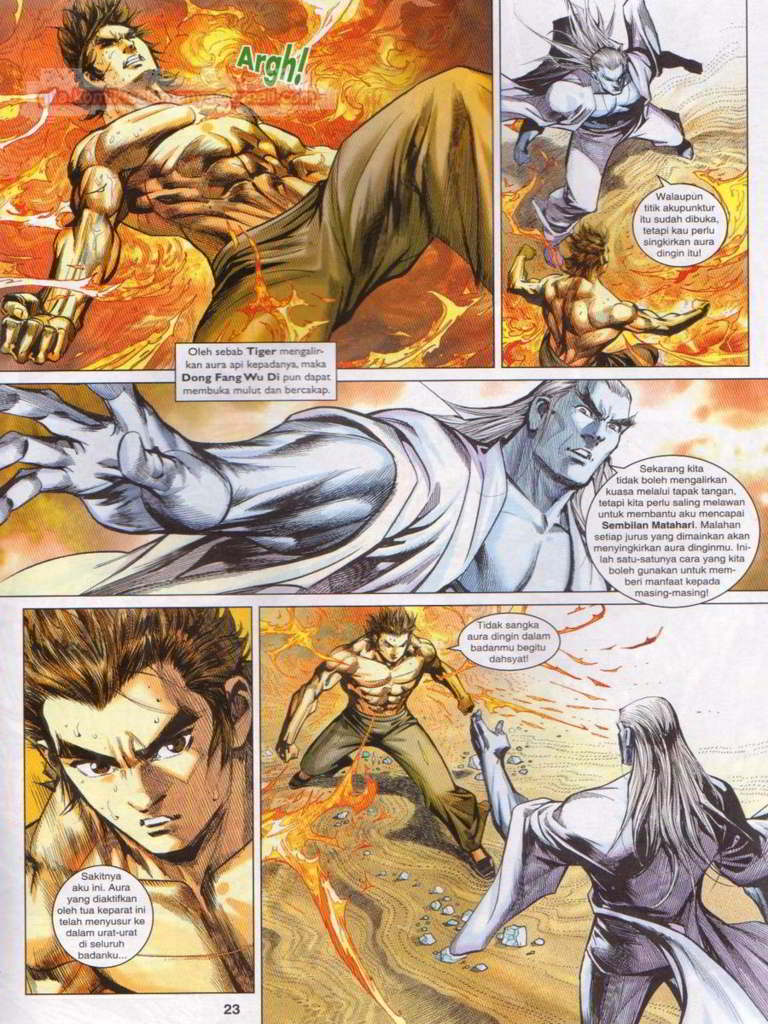 Argh!
Walaupun
titik akupunktur
itu sudah dibuka,
tetapi kau perlu
singkirkan aura
dingin itu!
Oleh sebab Tiger mengalir-
kan aura api kepadanya, maka
Dong Fang Wu Di pun dapat
membuka mulut dan bercakap.
Sekarang kita
tidak boleh mengalirkan
kuasa melalui tapak tangan,
tetapi kita perlu saling melawan
untuk membantu aku mencapai
Sembilan Matahari. Malahan
setiap jurus yang dimainkan akan
menyingkirkan aura dinginmu. Ini-
lah satu-satunya cara yang kita
boleh gunakan untuk mem-
beri manfaat kepada
masing-masing!
Tidak sangka
aura dingin dalam
badanmu begitu
dahsyat!
Sakitnya
aku ini. Aura
yang diaktifkan
oleh tua keparat ini
telah menyusur ke
dalam urat-urat
di seluruh
badanku...
23